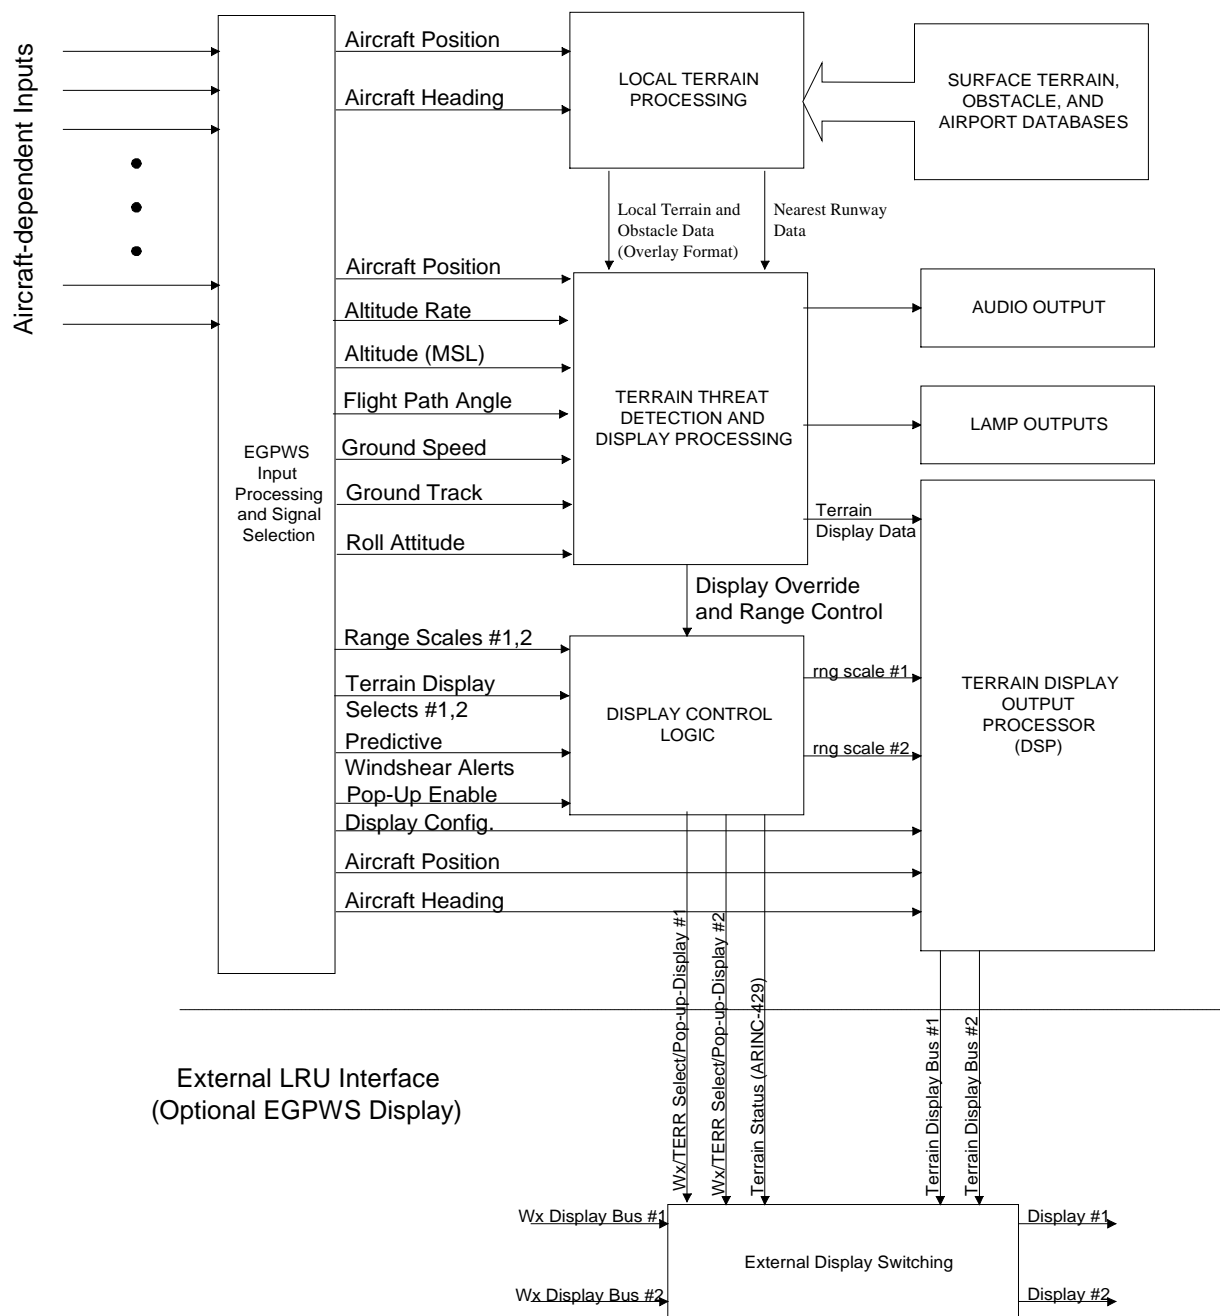 Aircraft-dependent Inputs
EGPWS
Input
Processing
and Signal
Selection
Aircraft Position
Aircraft Heading
LOCAL TERRAIN
PROCESSING
SURFACE TERRAIN,
OBSTACLE, AND
AIRPORT DATABASES
Local Terrain and
Obstacle Data
(Overlay Format)
Nearest Runway
Data
Aircraft Position
Altitude Rate
Altitude (MSL)
Flight Path Angle
Ground Speed
Ground Track
Roll Attitude
TERRAIN THREAT
DETECTION AND
DISPLAY PROCESSING
AUDIO OUTPUT
LAMP OUTPUTS
Terrain
Display Data
Display Override
and Range Control
Range Scales #1,2
Terrain Display
Selects #1,2
Predictive
Windshear Alerts
Pop-Up Enable
Display Config.
Aircraft Position
Aircraft Heading
DISPLAY CONTROL
LOGIC
rng scale #1
rng scale #2
TERRAIN DISPLAY
OUTPUT
PROCESSOR
(DSP)
Wx/TERR Select/Pop-up-Display #1
Wx/TERR Select/Pop-up-Display #2
Terrain Status (ARINC-429)
Terrain Display Bus #1
Terrain Display Bus #2
External LRU Interface
(Optional EGPWS Display)
Wx Display Bus #1
Wx Display Bus #2
External Display Switching
Display #1
Display #2